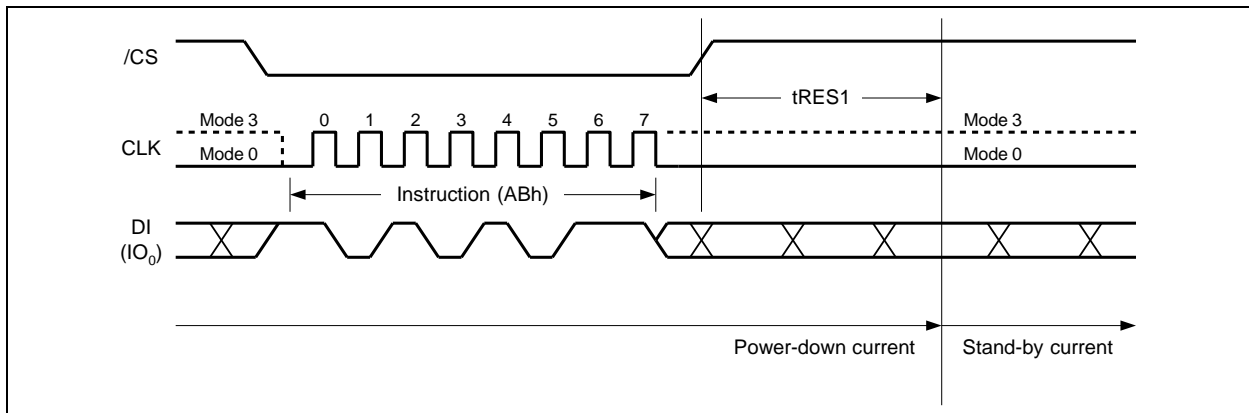 /CS
tRES1
Mode 3 0 1 2 3 4 5 6 7 Mode 3
CLK
Mode 0 Mode 0
Instruction (ABh)
DI
(IO₀)
Power-down current Stand-by current